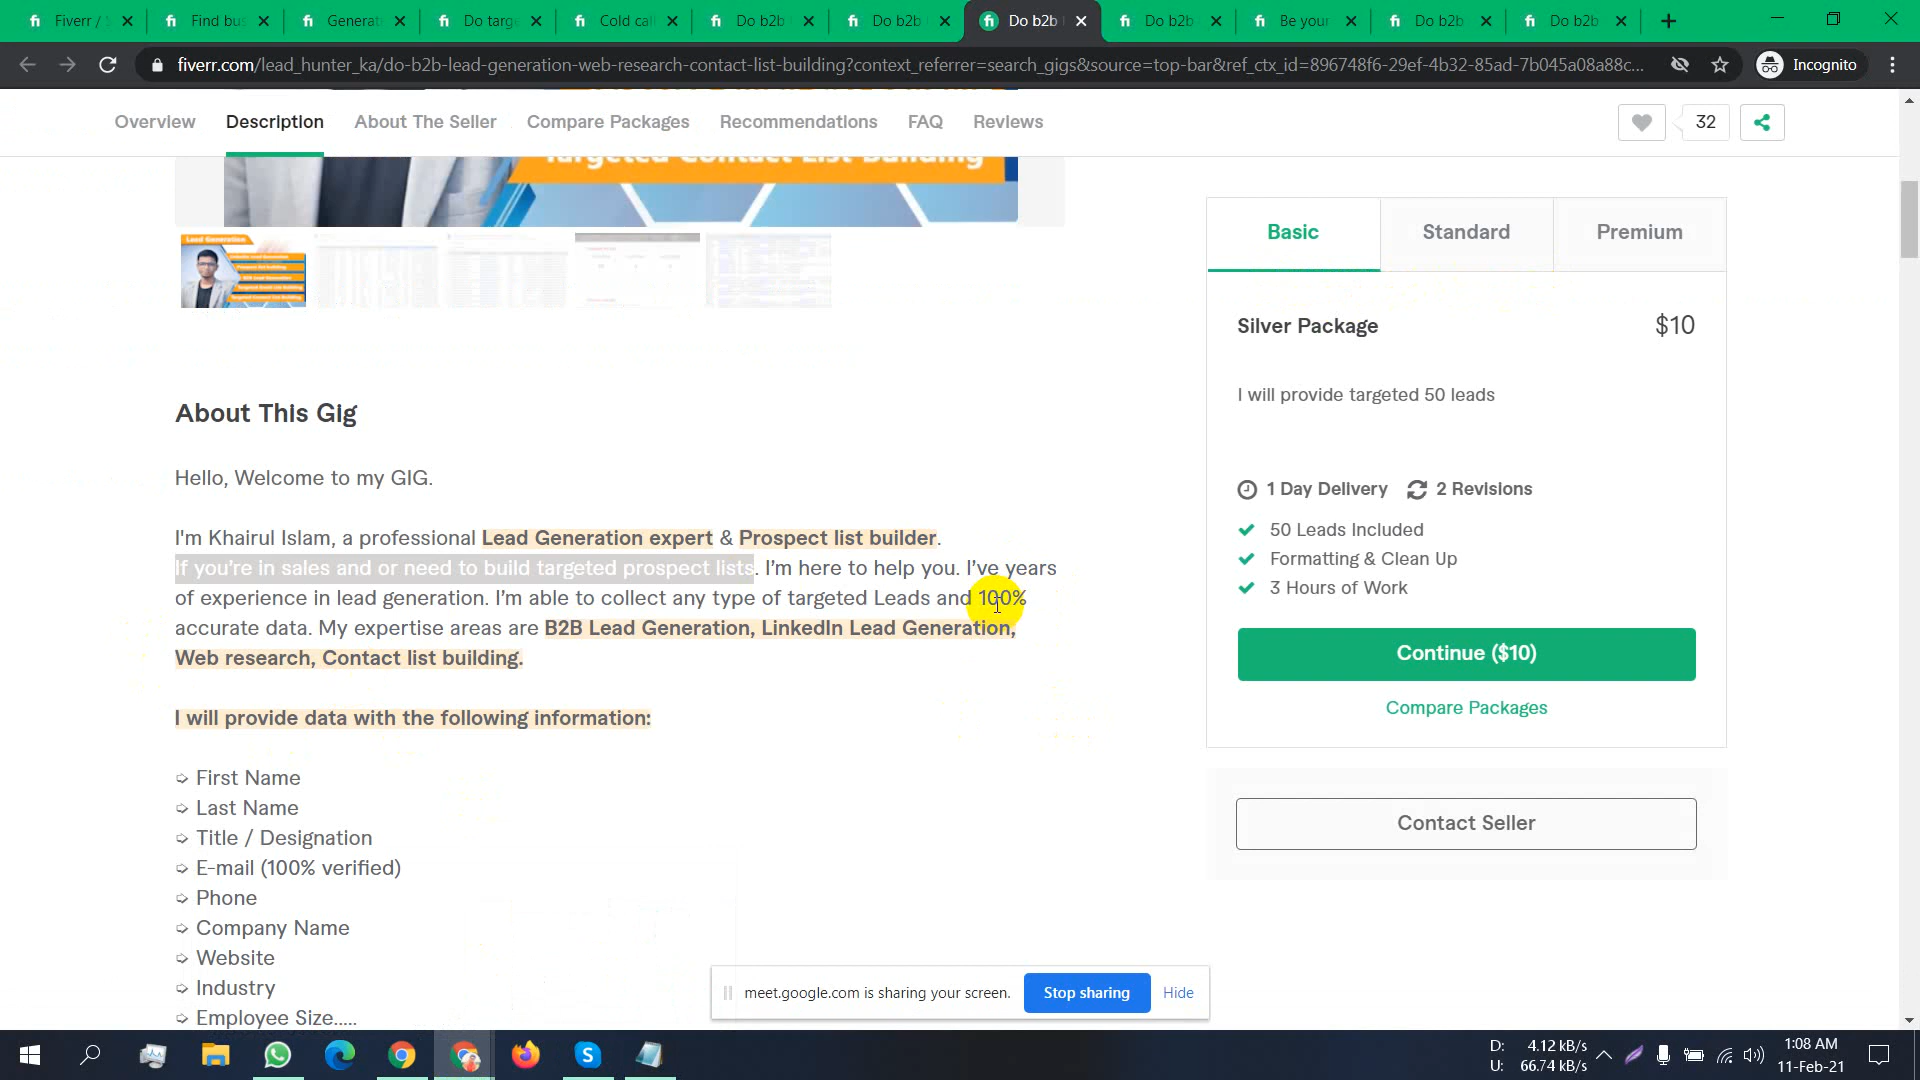 Fiverr /
Find bus
Generat
Do targe
Cold cal
Do b2b
Do b2b
Do b2b
Do b2b
Be your
Do b2b
Do b2b
fiverr.com/lead_hunter_ka/do-b2b-lead-generation-web-research-contact-list-building?context_referrer=search_gigs&source=top-bar&ref_ctx_id=896748f6-29ef-4b32-85ad-7b045a08a88c...
Incognito
Overview
Description
About The Seller
Compare Packages
Recommendations
FAQ
Reviews
32
Targeted Contact List Building
Lead Generation
Basic
Standard
Premium
Silver Package
$10
I will provide targeted 50 leads
1 Day Delivery
2 Revisions
50 Leads Included
Formatting & Clean Up
3 Hours of Work
Continue ($10)
Compare Packages
Contact Seller
About This Gig
Hello, Welcome to my GIG.
I'm Khairul Islam, a professional Lead Generation expert & Prospect list builder.
If you're in sales and or need to build targeted prospect lists. I'm here to help you. I've years
of experience in lead generation. I'm able to collect any type of targeted Leads and 100%
accurate data. My expertise areas are B2B Lead Generation, LinkedIn Lead Generation,
Web research, Contact list building.
I will provide data with the following information:
➩ First Name
➩ Last Name
➩ Title / Designation
➩ E-mail (100% verified)
➩ Phone
➩ Company Name
➩ Website
➩ Industry
➩ Employee Size.....
meet.google.com is sharing your screen.
Stop sharing
Hide
D: 4.12 kB/s
U: 66.74 kB/s
1:08 AM
11-Feb-21